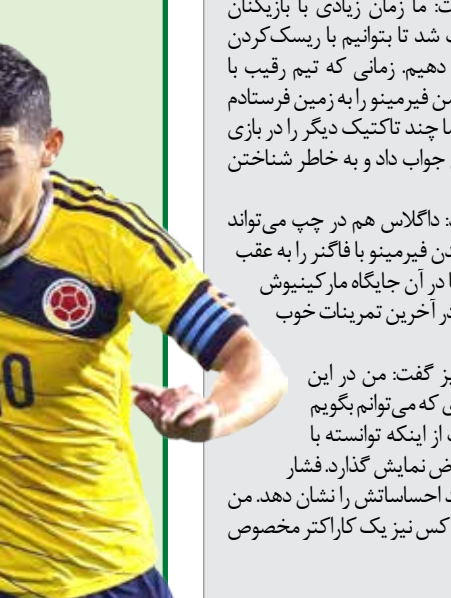 ت: ما زمان زیادی با بازیکنان
شد تا بتوانیم با ریسک‌کردن
دهیم. زمانی که تیم رقیب با
من فیرمینو را به زمین فرستادم
ما چند تاکتیک دیگر را در بازی
جواب داد و به خاطر شناختن
د: داگلاس هم در چپ می‌تواند
دن فیرمینو با فاگنر را به عقب
ا در آن جایگاه مارکینیوش
در آخرین تمرینات خوب
یز گفت: من در این
ی که می‌توانم بگویم
از اینکه توانسته با
ض نمایش گذارد. فشار
د احساساتش را نشان دهد. من
کس نیز یک کاراکتر مخصوص
10